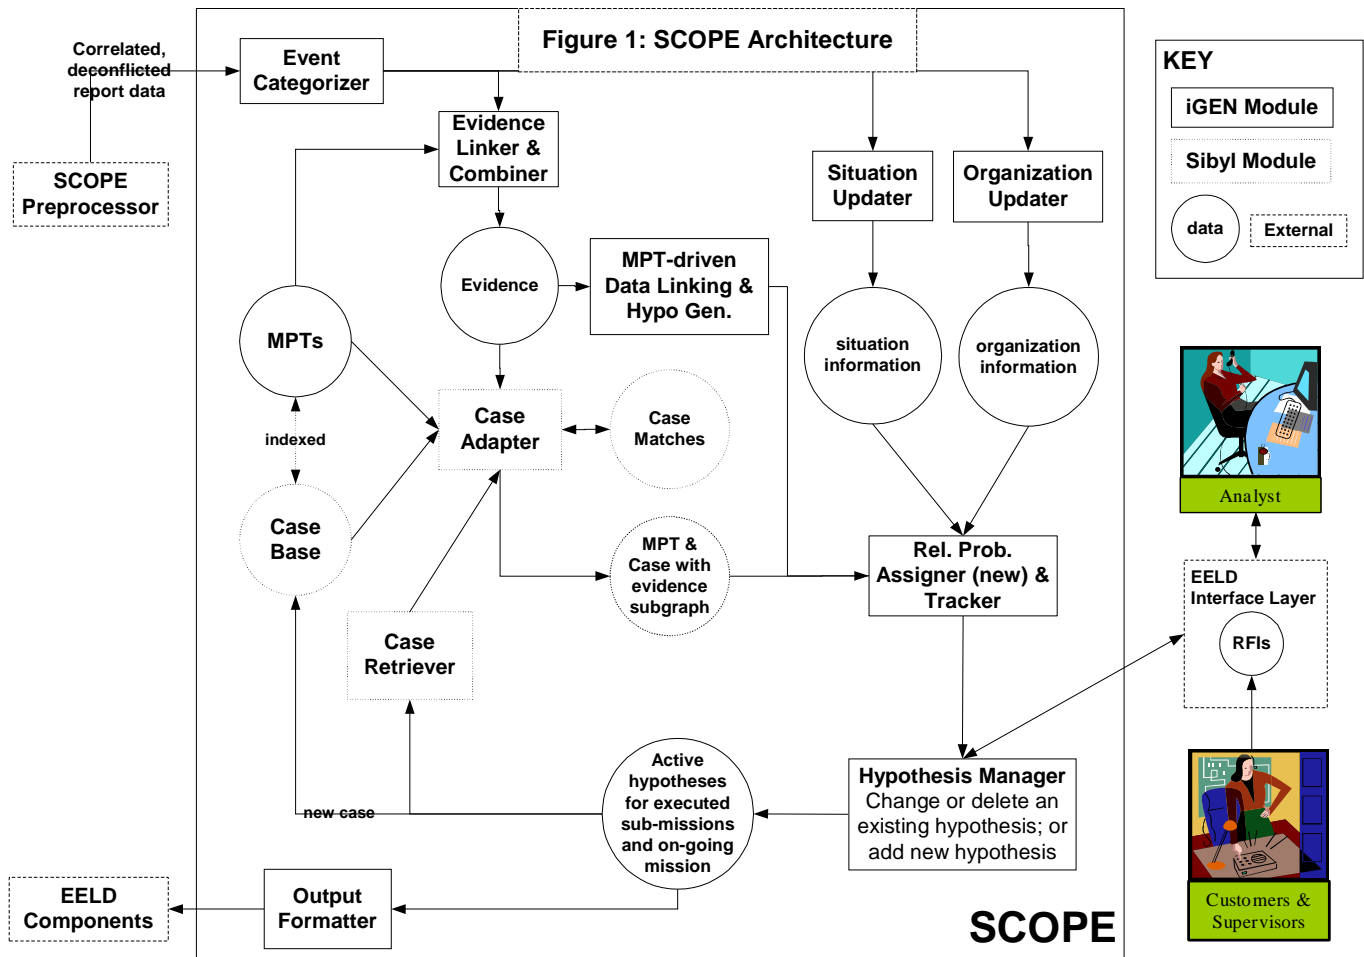 Figure 1: SCOPE Architecture
Correlated,
deconflicted
report data
Event
Categorizer
KEY
iGEN Module
Sibyl Module
data
External
Evidence
Linker &
Combiner
SCOPE
Preprocessor
Situation
Updater
Organization
Updater
Evidence
MPT-driven
Data Linking &
Hypo Gen.
MPTs
situation
information
organization
information
indexed
Case
Adapter
Case
Matches
Analyst
Case
Base
MPT &
Case with
evidence
subgraph
Rel. Prob.
Assigner (new) &
Tracker
EELD
Interface Layer
RFIs
Case
Retriever
new case
Active
hypotheses
for executed
sub-missions
and on-going
mission
Hypothesis Manager
Change or delete an
existing hypothesis; or
add new hypothesis
EELD
Components
Output
Formatter
SCOPE
Customers &
Supervisors